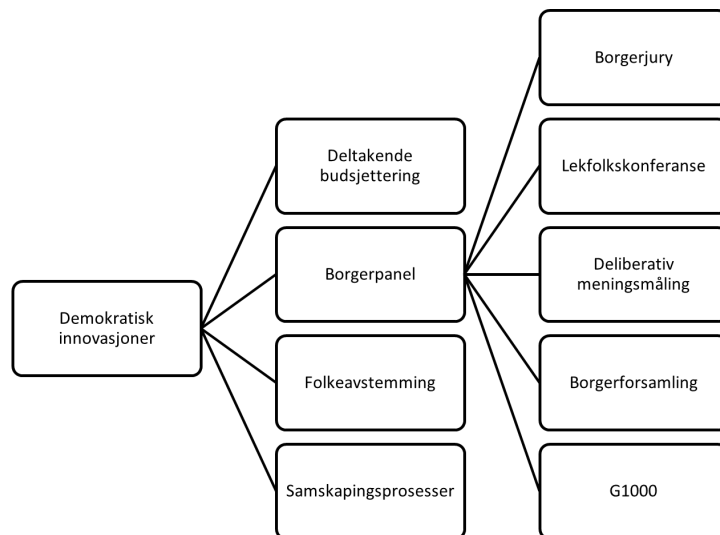 Demokratisk
innovasjoner
Deltakende
budsjettering
Borgerpanel
Folkeavstemming
Samskapingsprosesser
Borgerjury
Lekfolkskonferanse
Deliberativ
meningsmåling
Borgerforsamling
G1000